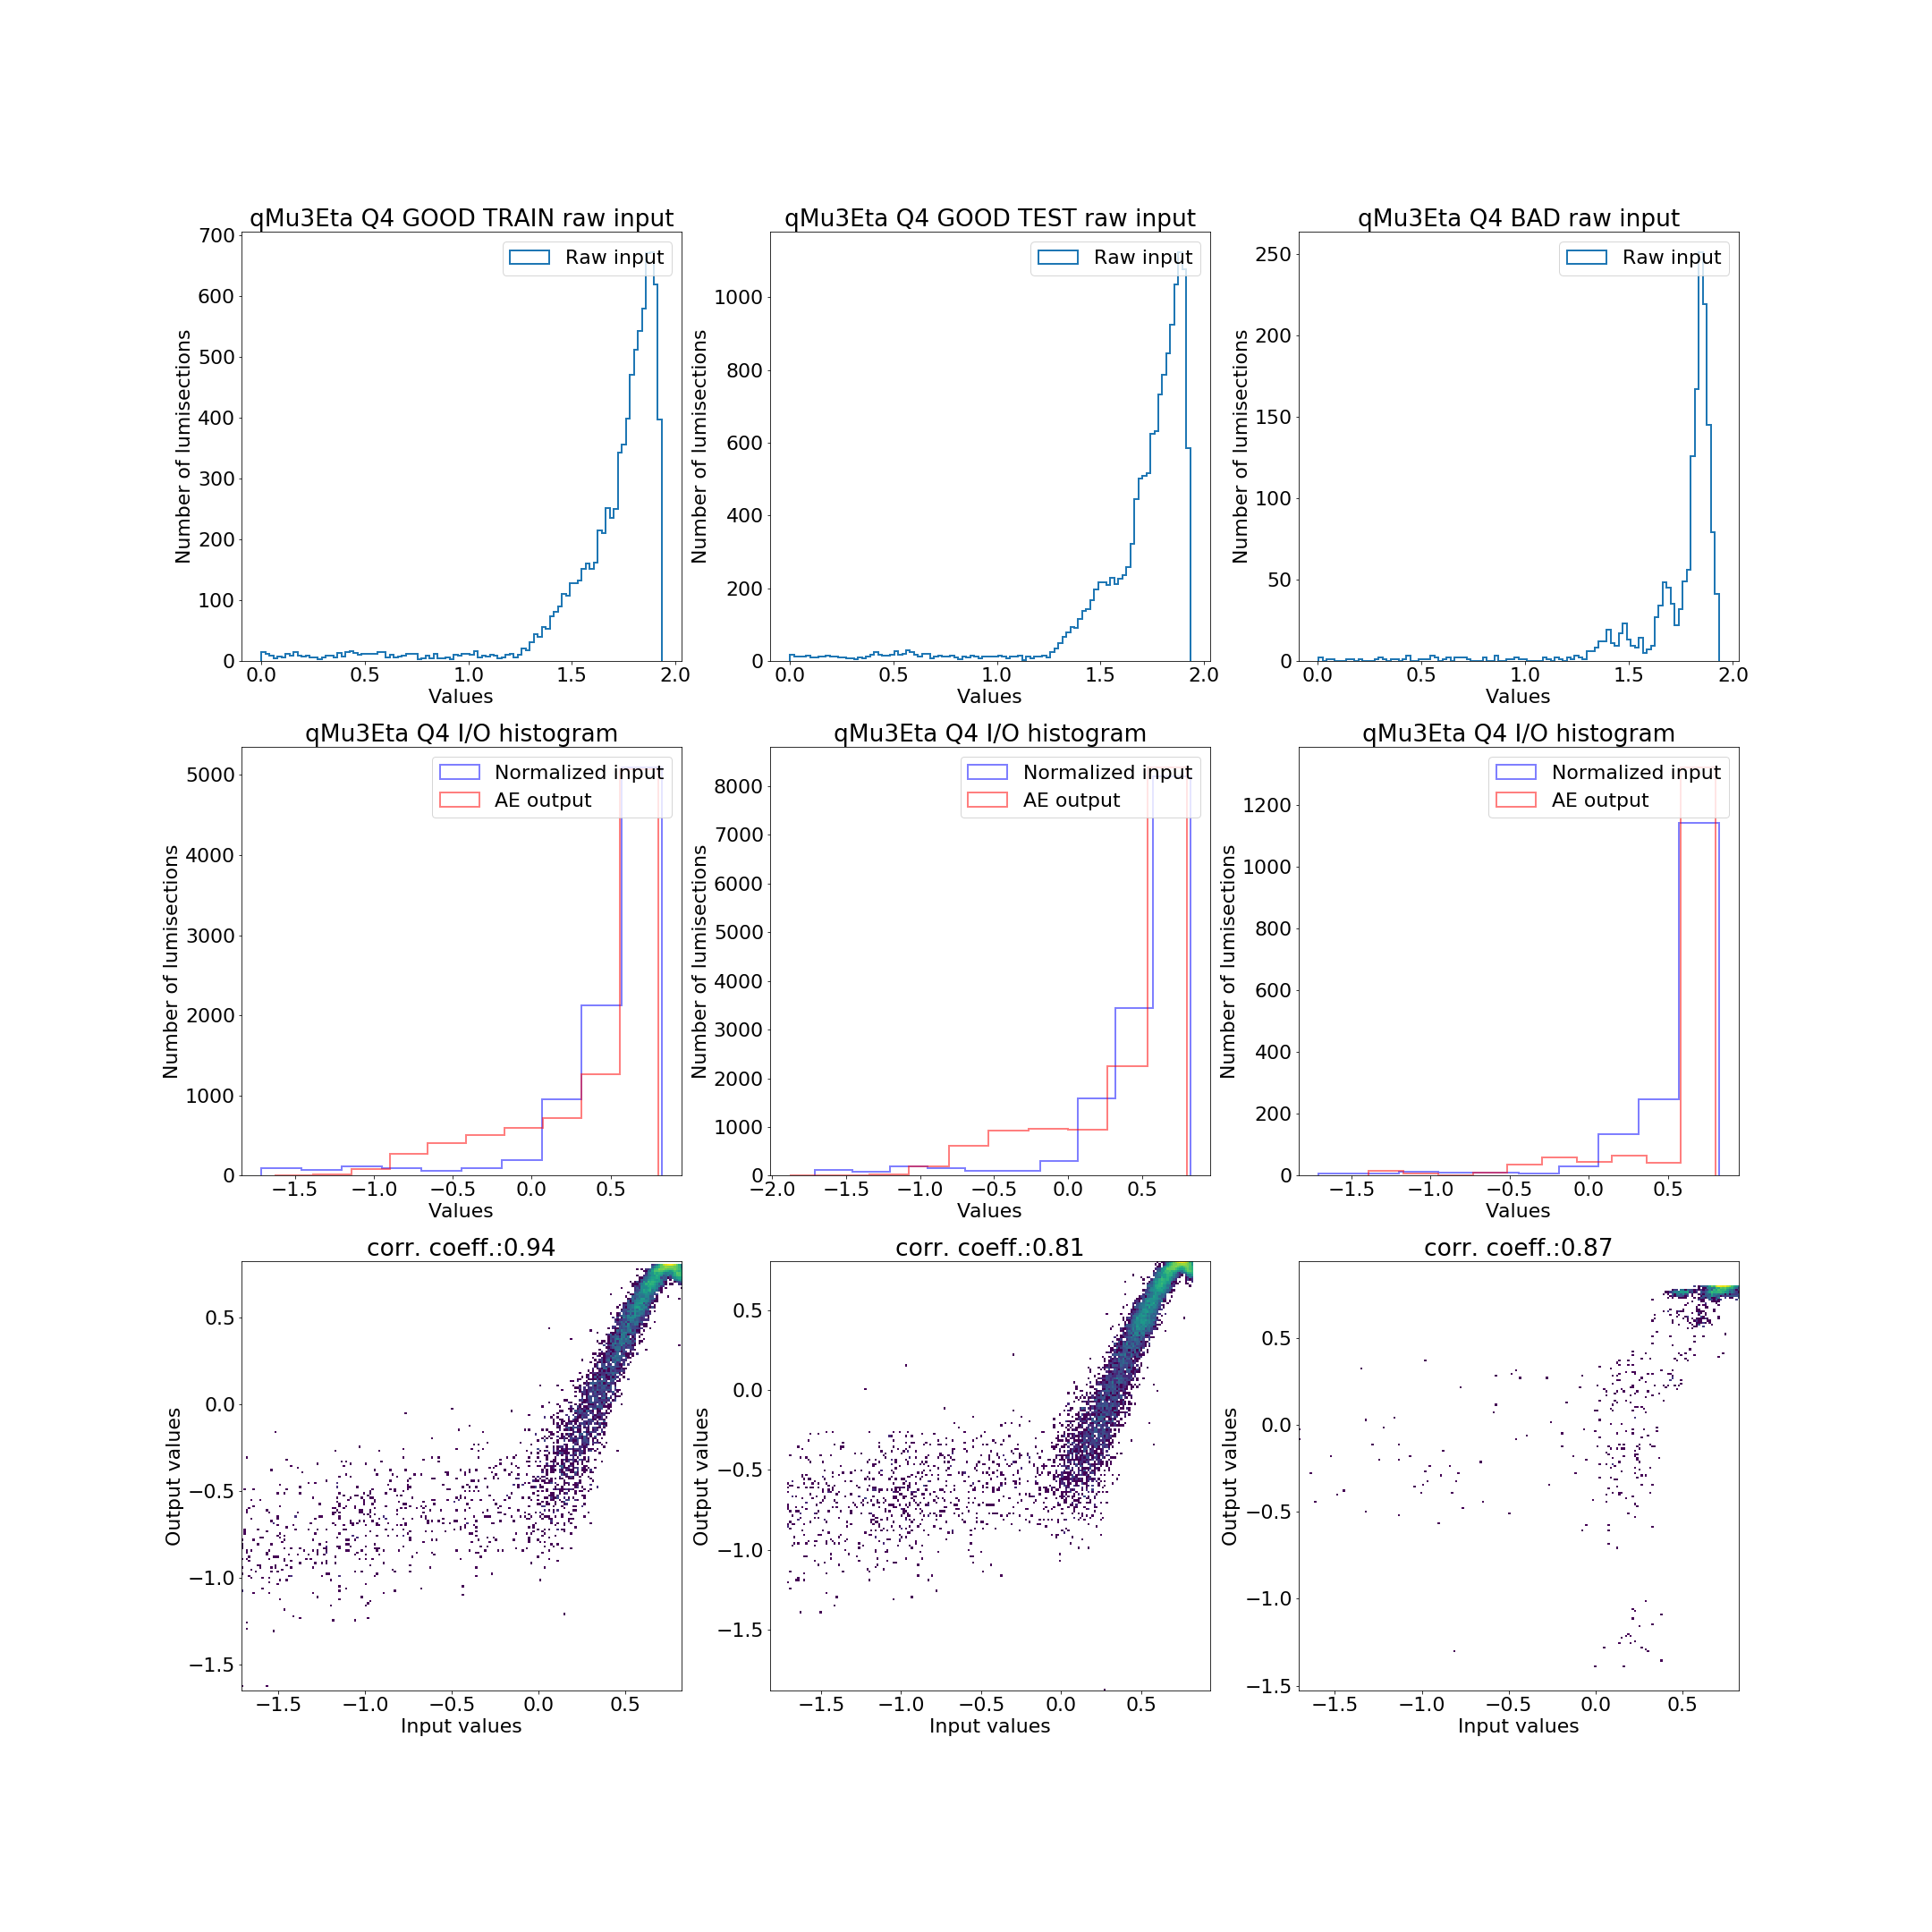 qMu3Eta Q4 GOOD TRAIN raw input
Raw input
Number of lumisections
700
600
500
400
300
200
100
0
0.0 0.5 1.0 1.5 2.0
Values
qMu3Eta Q4 GOOD TEST raw input
Raw input
Number of lumisections
1000
800
600
400
200
0
0.0 0.5 1.0 1.5 2.0
Values
qMu3Eta Q4 BAD raw input
Raw input
Number of lumisections
250
200
150
100
50
0
0.0 0.5 1.0 1.5 2.0
Values
qMu3Eta Q4 I/O histogram
Normalized input
AE output
Number of lumisections
5000
4000
3000
2000
1000
0
−1.5 −1.0 −0.5 0.0 0.5
Values
qMu3Eta Q4 I/O histogram
Normalized input
AE output
Number of lumisections
8000
7000
6000
5000
4000
3000
2000
1000
0
−2.0 −1.5 −1.0 −0.5 0.0 0.5
Values
qMu3Eta Q4 I/O histogram
Normalized input
AE output
Number of lumisections
1200
1000
800
600
400
200
0
−1.5 −1.0 −0.5 0.0 0.5
Values
corr. coeff.:0.94
Output values
0.5
0.0
−0.5
−1.0
−1.5
−1.5 −1.0 −0.5 0.0 0.5
Input values
corr. coeff.:0.81
Output values
0.5
0.0
−0.5
−1.0
−1.5
−1.5 −1.0 −0.5 0.0 0.5
Input values
corr. coeff.:0.87
Output values
0.5
0.0
−0.5
−1.0
−1.5
−1.5 −1.0 −0.5 0.0 0.5
Input values